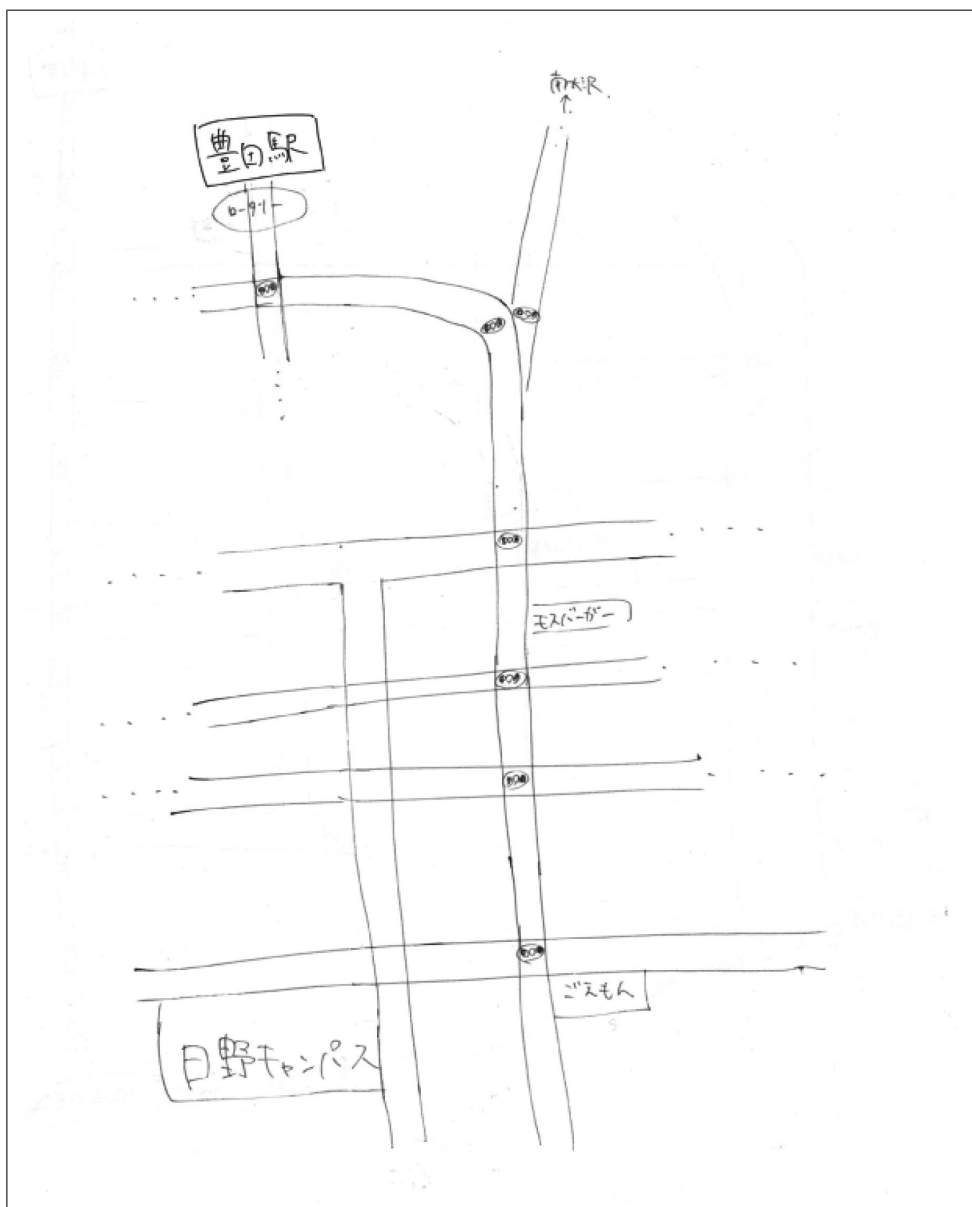 南大沢
↑
豊田駅
ロータリー
モスバーガー
ごえもん
日野キャンパス